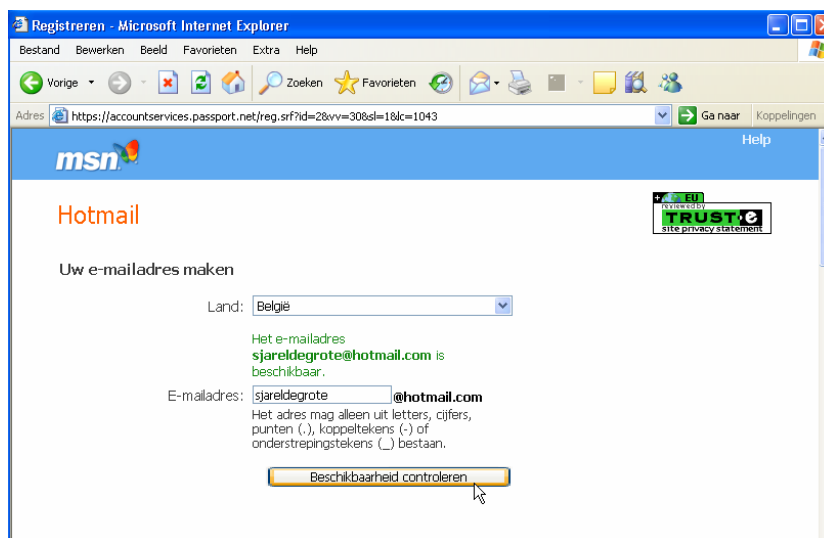 Registreren - Microsoft Internet Explorer
Bestand Bewerken Beeld Favorieten Extra Help
Vorige Zoeken Favorieten
Adres https://accountservices.passport.net/reg.srf?id=2&vv=30&sl=1&lc=1043 Ga naar Koppelingen
Help
msn
Hotmail
EU
reviewed by
TRUST·e
site privacy statement
Uw e-mailadres maken
Land: België
Het e-mailadres
sjareldegrote@hotmail.com is
beschikbaar.
E-mailadres: sjareldegrote @hotmail.com
Het adres mag alleen uit letters, cijfers,
punten (.), koppeltekens (-) of
onderstrepingstekens (_) bestaan.
Beschikbaarheid controleren